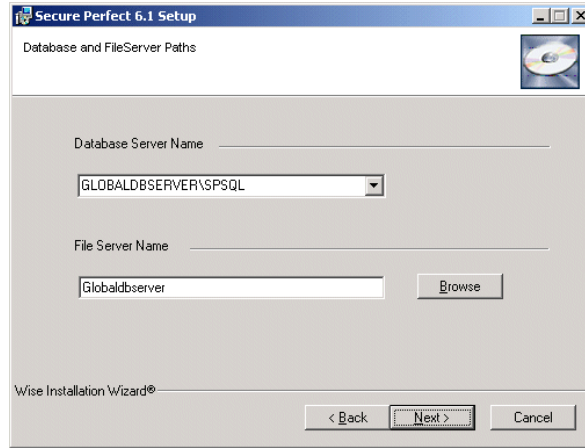 Secure Perfect 6.1 Setup
Database and FileServer Paths
Database Server Name
GLOBALDBSERVER\SPSQL
File Server Name
Globaldbserver
Browse
Wise Installation Wizard®
< Back
Next >
Cancel